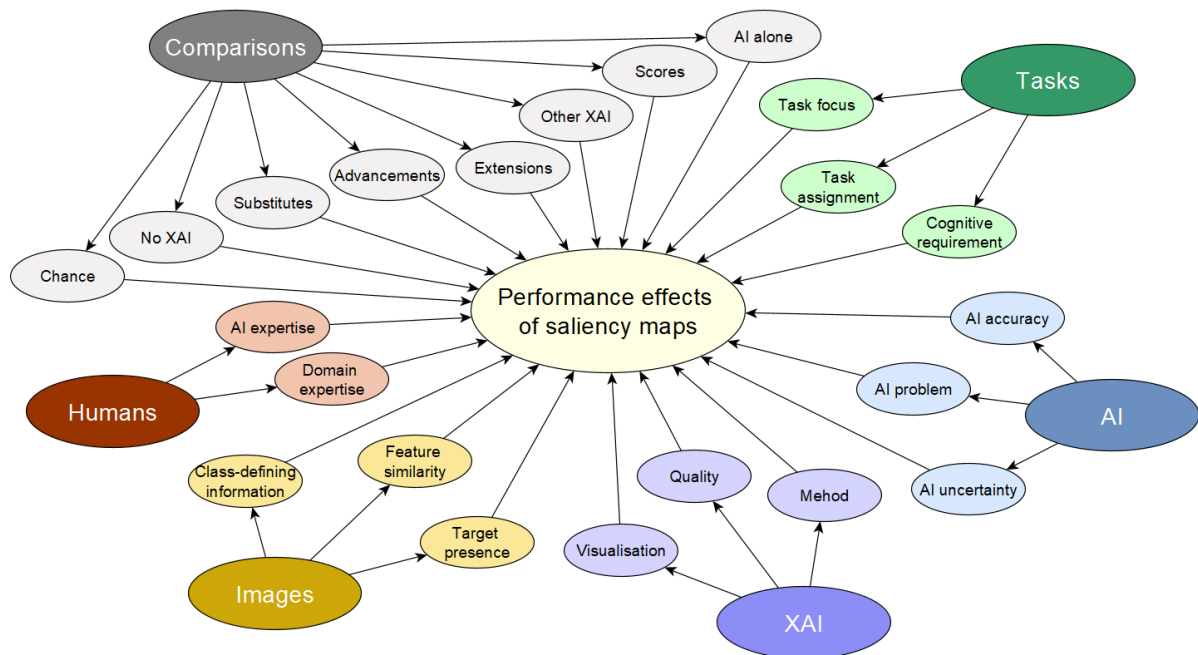 Comparisons
AI alone
Scores
Tasks
Task focus
Other XAI
Extensions
Advancements
Task
assignment
Substitutes
Cognitive
requirement
No XAI
Chance
Performance effects
of saliency maps
AI expertise
AI accuracy
Domain
expertise
AI problem
Humans
AI
Feature
similarity
Class-defining
information
Quality
Mehod
AI uncertainty
Target
presence
Visualisation
Images
XAI